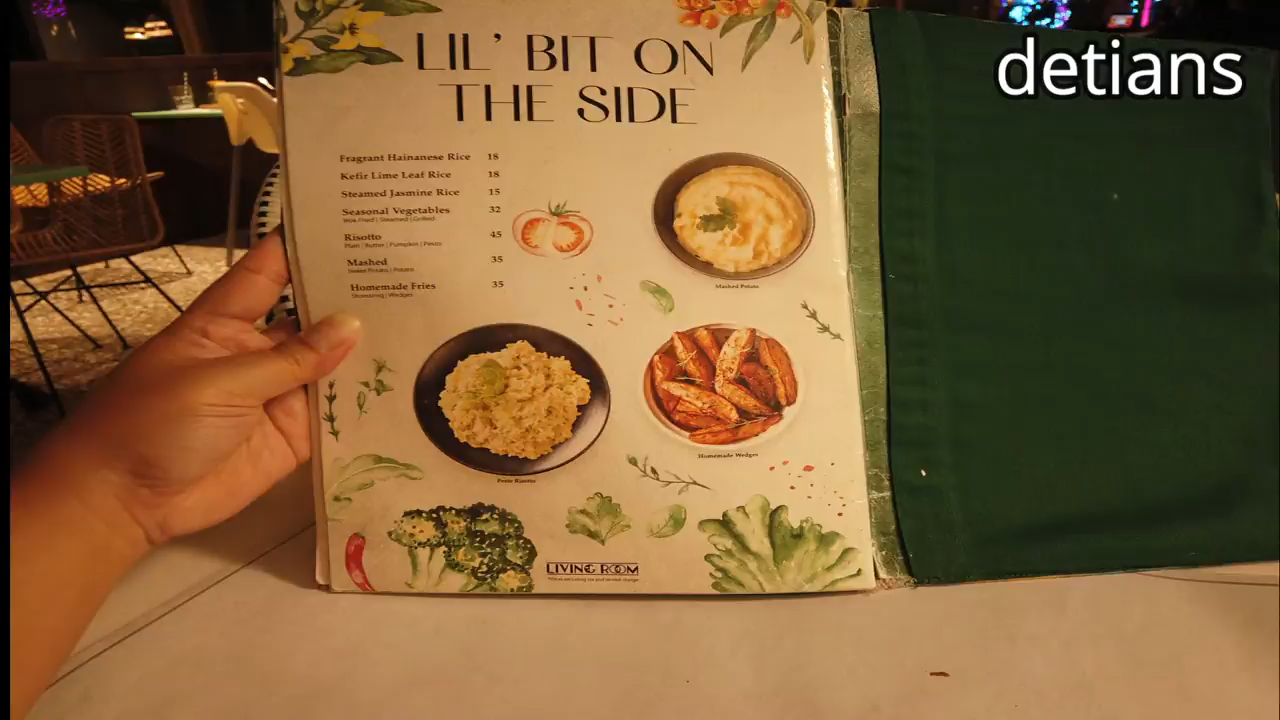 detians
LIL' BIT ON
THE SIDE
Fragrant Hainanese Rice 18
Kefir Lime Leaf Rice 18
Steamed Jasmine Rice 15
Seasonal Vegetables 32
Wok Fried | Steamed | Grilled
Risotto 45
Plain | Butter | Pumpkin | Pesto
Mashed 35
Sweet Potato | Potato
Homemade Fries 35
Shoestring | Wedges
Mashed Potato
Pesto Risotto
Homemade Wedges
LIVING ROOM